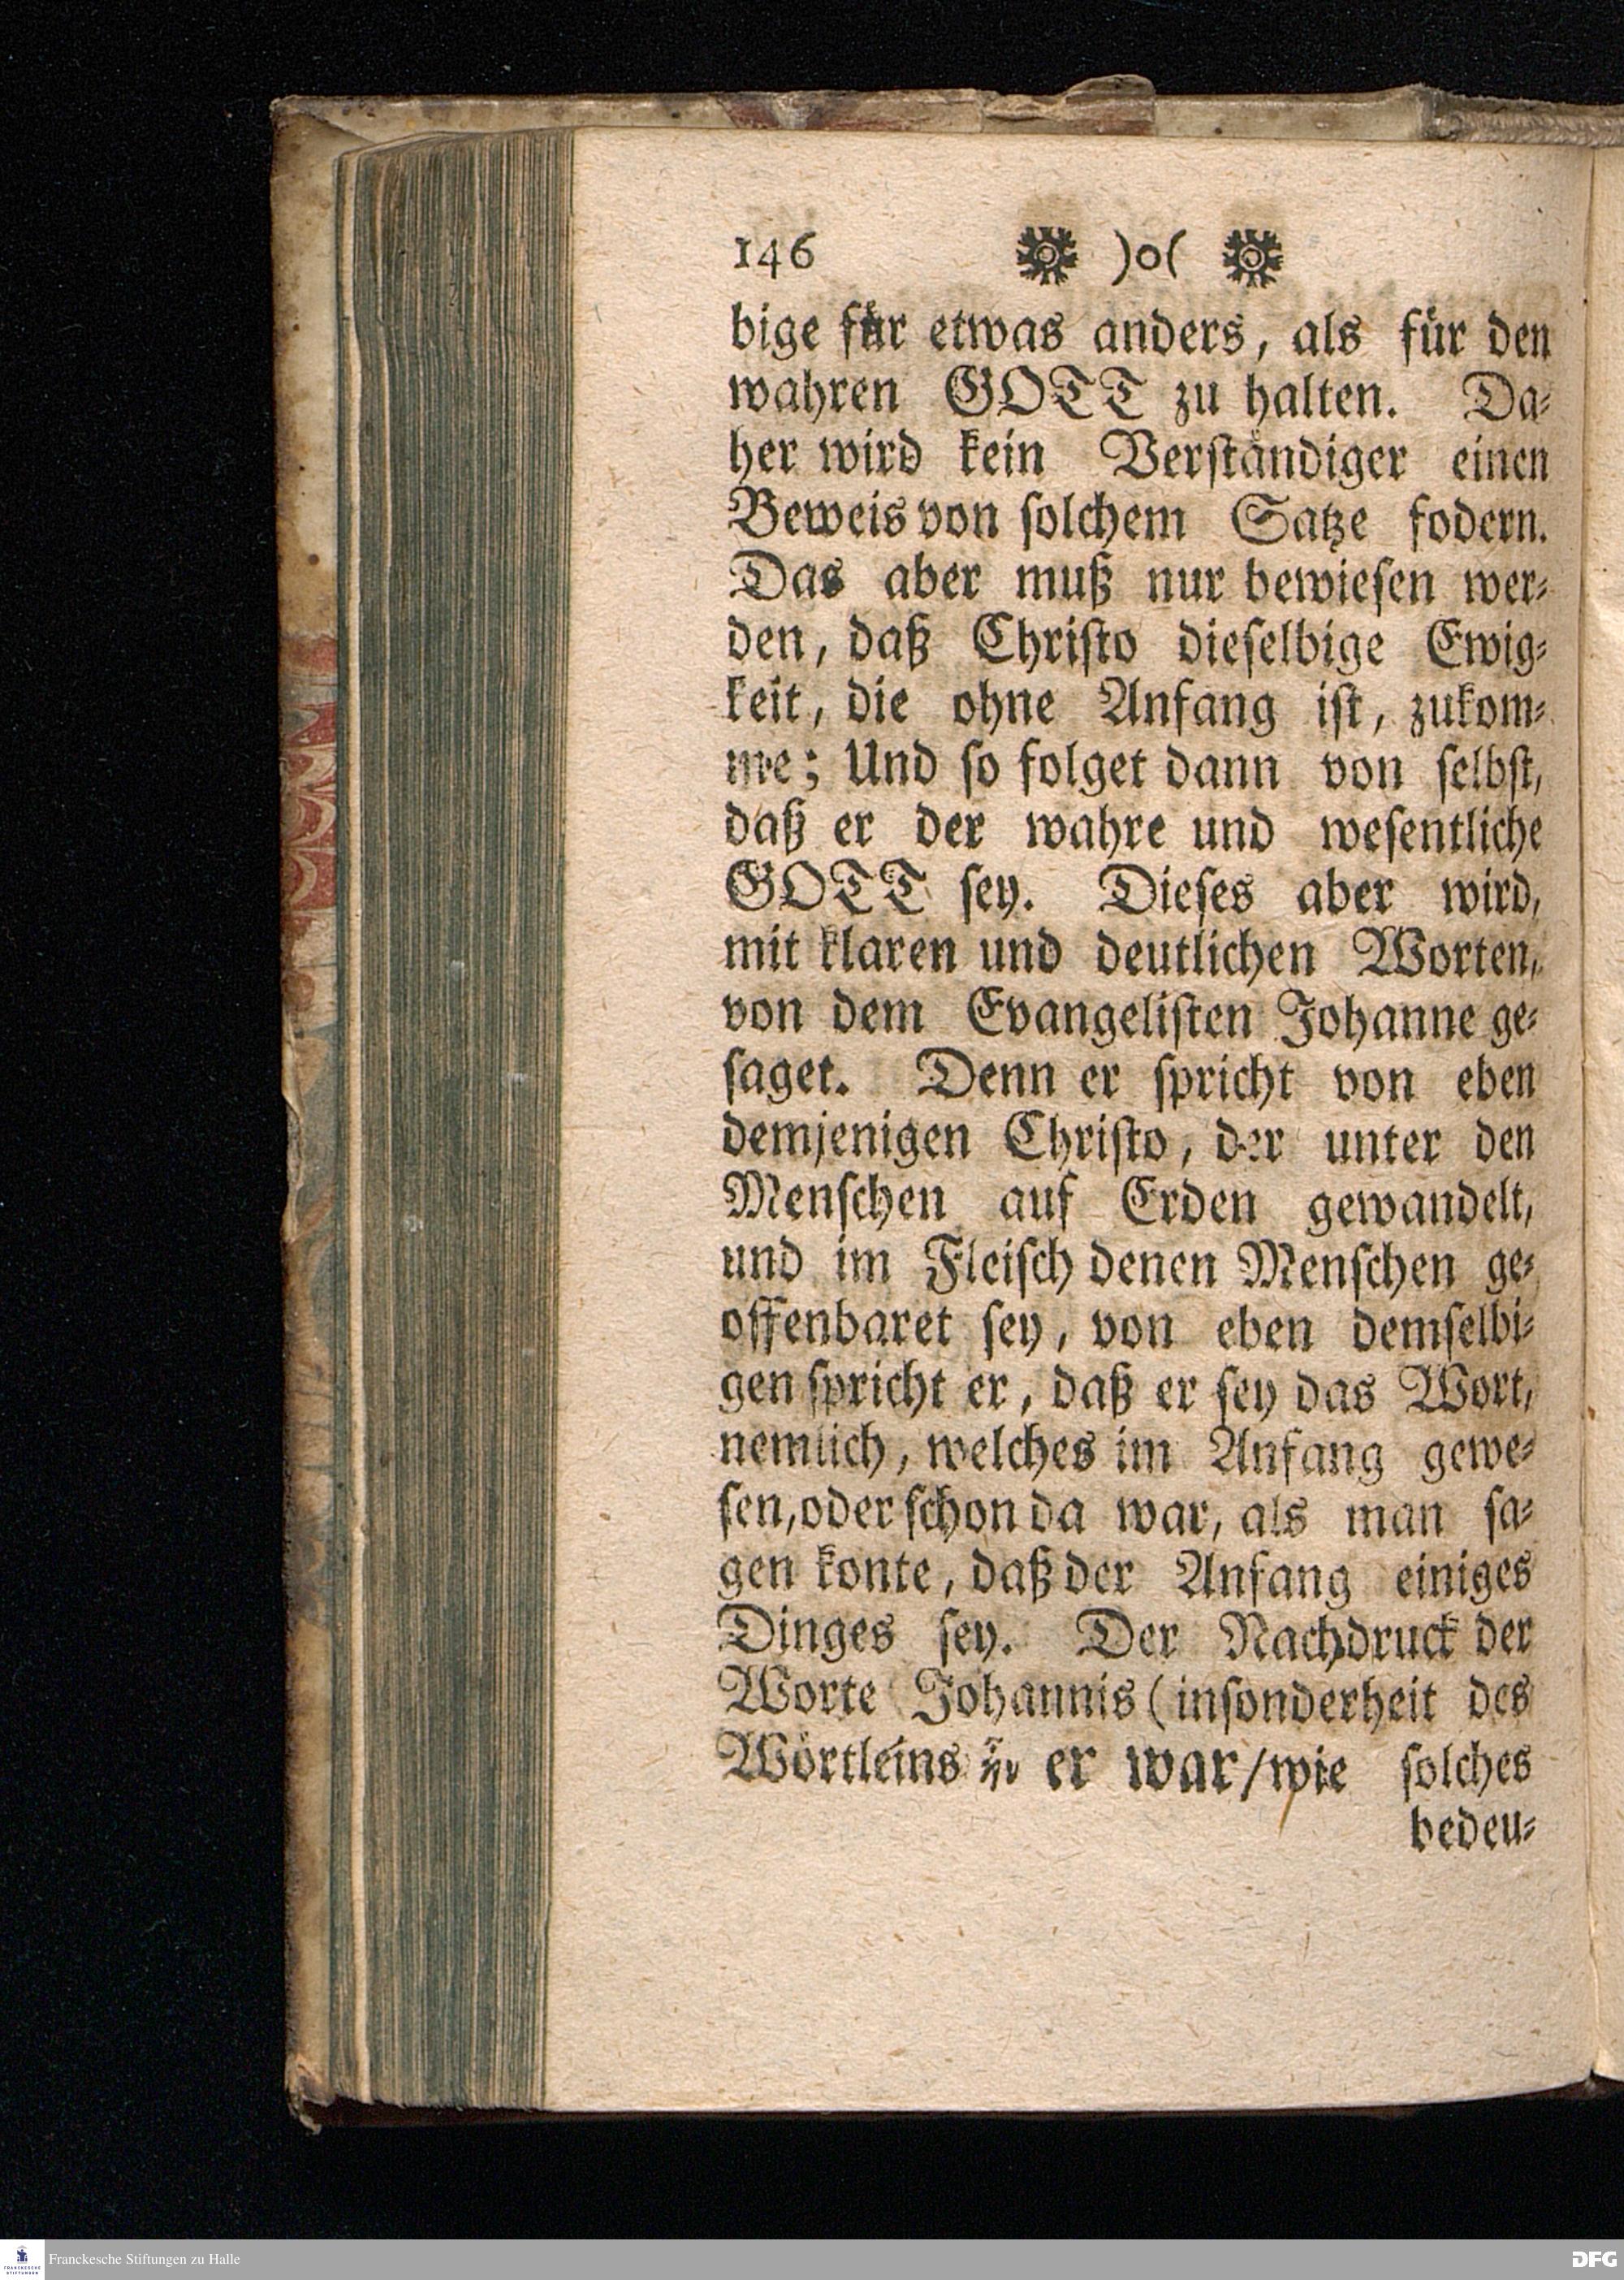 146 )o(
bige für etwas anders, als für den
wahren GOTT zu halten. Da-
her wird kein Verständiger einen
Beweis von solchem Satze fodern.
Das aber muß nur bewiesen wer-
den, daß Christo dieselbige Ewig-
keit, die ohne Anfang ist, zukom-
me; Und so folget dann von selbst,
daß er der wahre und wesentliche
GOTT sey. Dieses aber wird,
mit klaren und deutlichen Worten,
von dem Evangelisten Johanne ge-
saget. Denn er spricht von eben
demjenigen Christo, der unter den
Menschen auf Erden gewandelt,
und im Fleisch denen Menschen ge-
offenbaret sey, von eben demselbi-
gen spricht er, daß er sey das Wort,
nemlich, welches im Anfang gewe-
sen, oder schon da war, als man sa-
gen konte, daß der Anfang einiges
Dinges sey. Der Nachdruck der
Worte Johannis (insonderheit des
Wörtleins ἦν er war/wie solches
bedeu-
Franckesche Stiftungen zu Halle
DFG